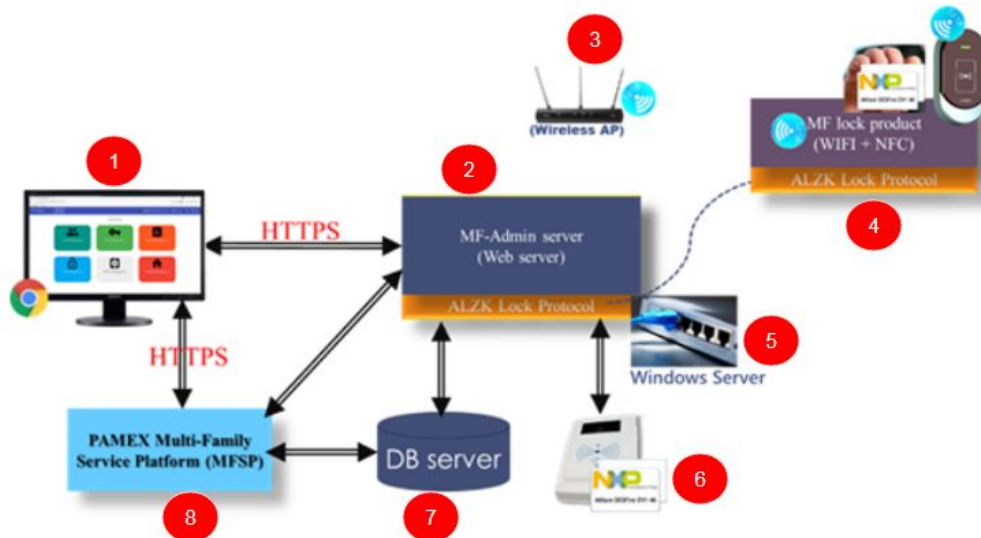 3
(Wireless AP)
NXP
MF lock product
(WIFI + NFC)
ALZK Lock Protocol
4
1
2
HTTPS
MF-Admin server
(Web server)
ALZK Lock Protocol
5
Windows Server
HTTPS
PAMEX Multi-Family
Service Platform (MFSP)
8
DB server
7
NXP
6